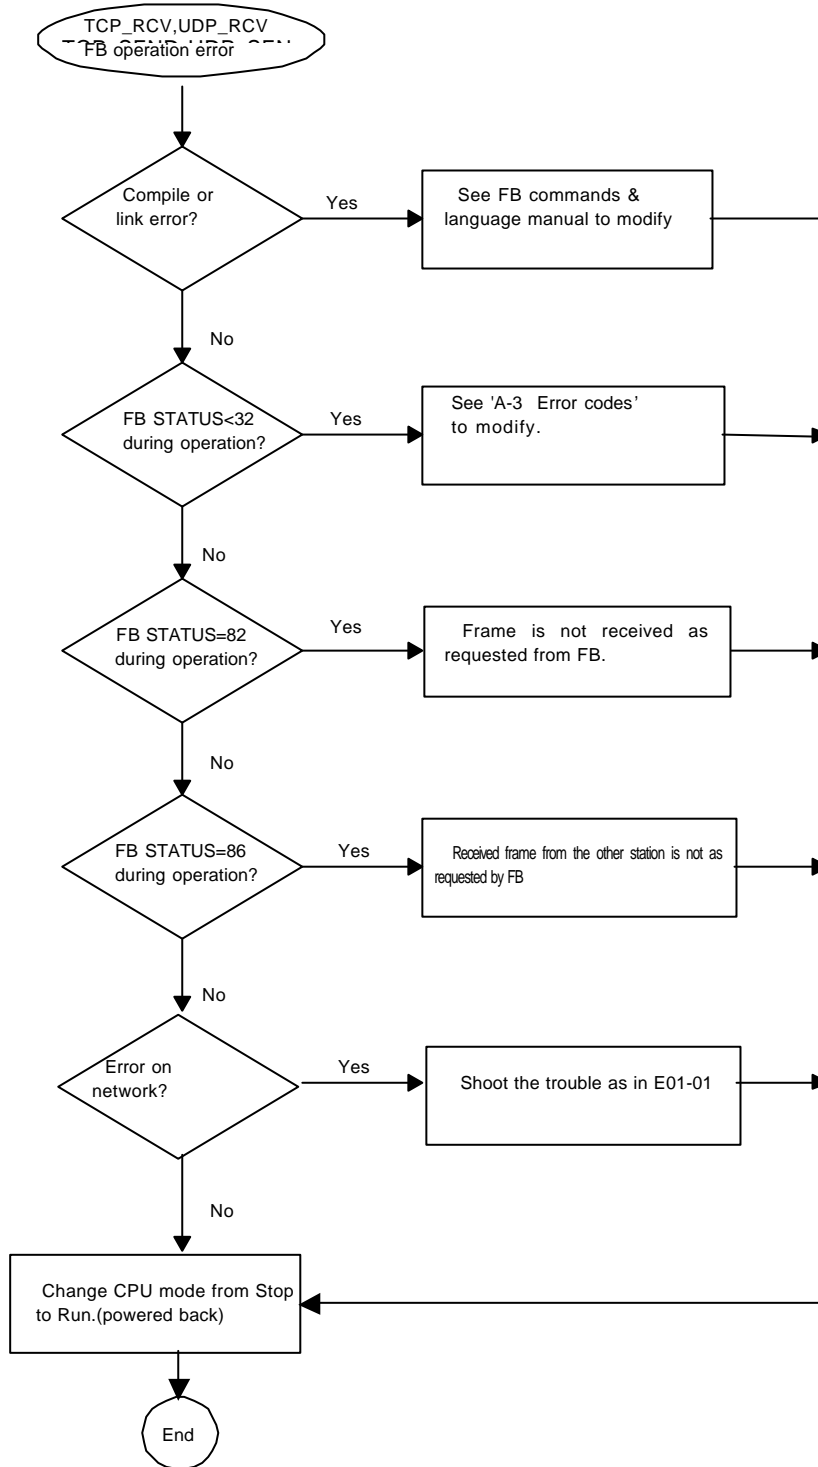 TCP_RCV,UDP_RCV
FB operation error
Compile or
link error?
Yes
See FB commands &
language manual to modify
No
FB STATUS<32
during operation?
Yes
See 'A-3 Error codes'
to modify.
No
FB STATUS=82
during operation?
Yes
Frame is not received as
requested from FB.
No
FB STATUS=86
during operation?
Yes
Received frame from the other station is not as
requested by FB
No
Error on
network?
Yes
Shoot the trouble as in E01-01
No
Change CPU mode from Stop
to Run.(powered back)
End